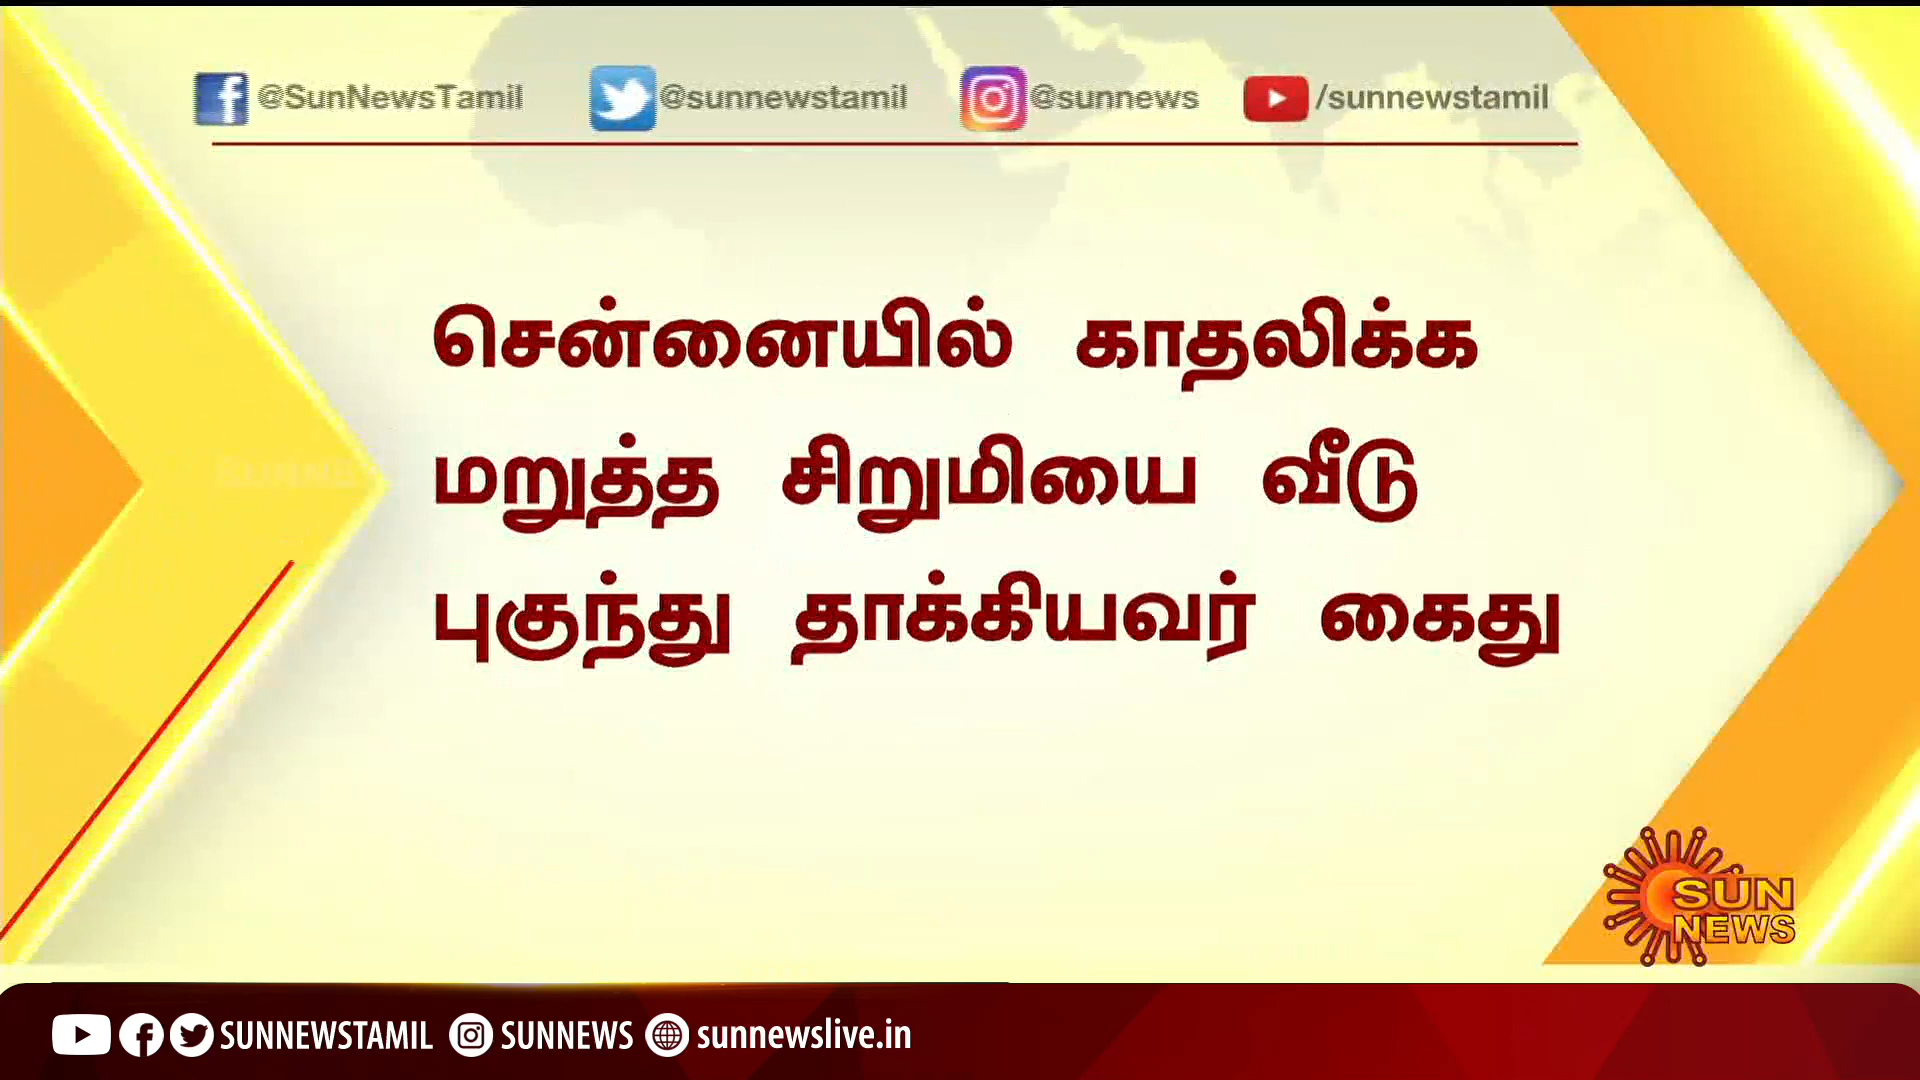 @SunNewsTamil @sunnewstamil @sunnews /sunnewstamil
சென்னையில் காதலிக்க
மறுத்த சிறுமியை வீடு
புகுந்து தாக்கியவர் கைது
SUN
NEWS
SUNNEWSTAMIL SUNNEWS sunnewslive.in